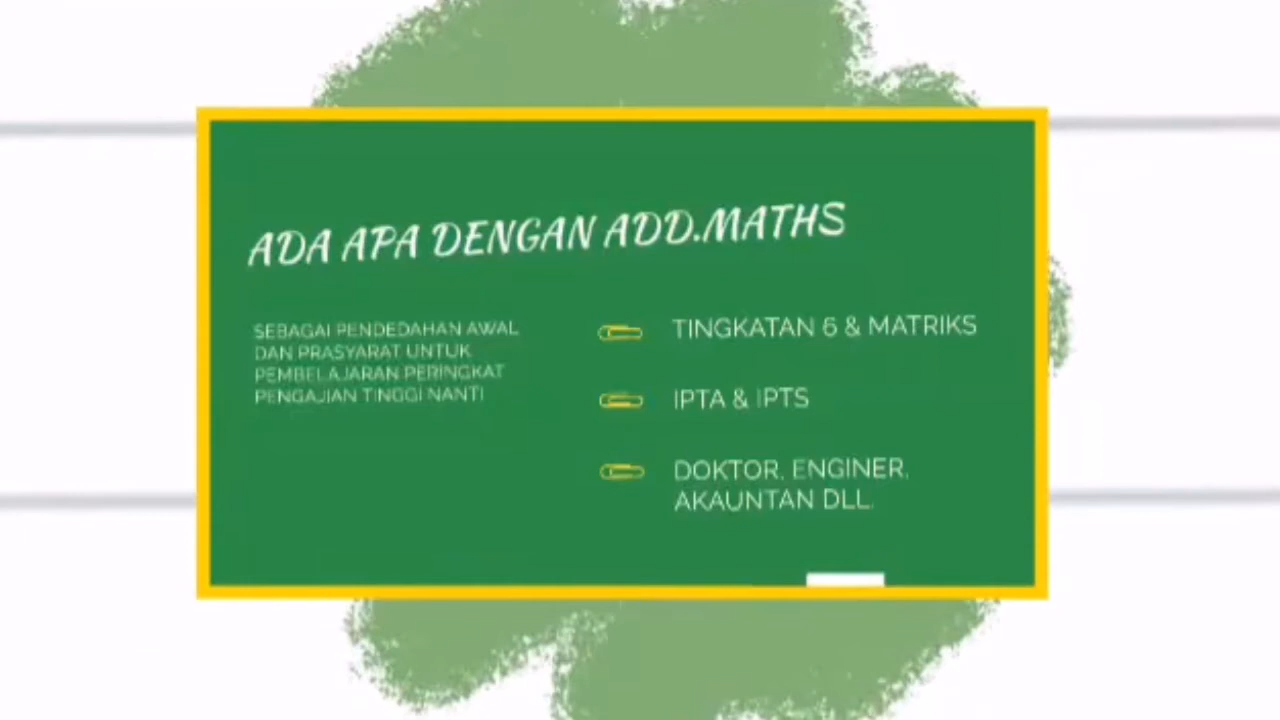 ADA APA DENGAN ADD.MATHS
SEBAGAI PENDEDAHAN AWAL
DAN PRASYARAT UNTUK
PEMBELAJARAN PERINGKAT
PENGAJIAN TINGGI NANTI
TINGKATAN 6 & MATRIKS
IPTA & IPTS
DOKTOR, ENGINER,
AKAUNTAN DLL.